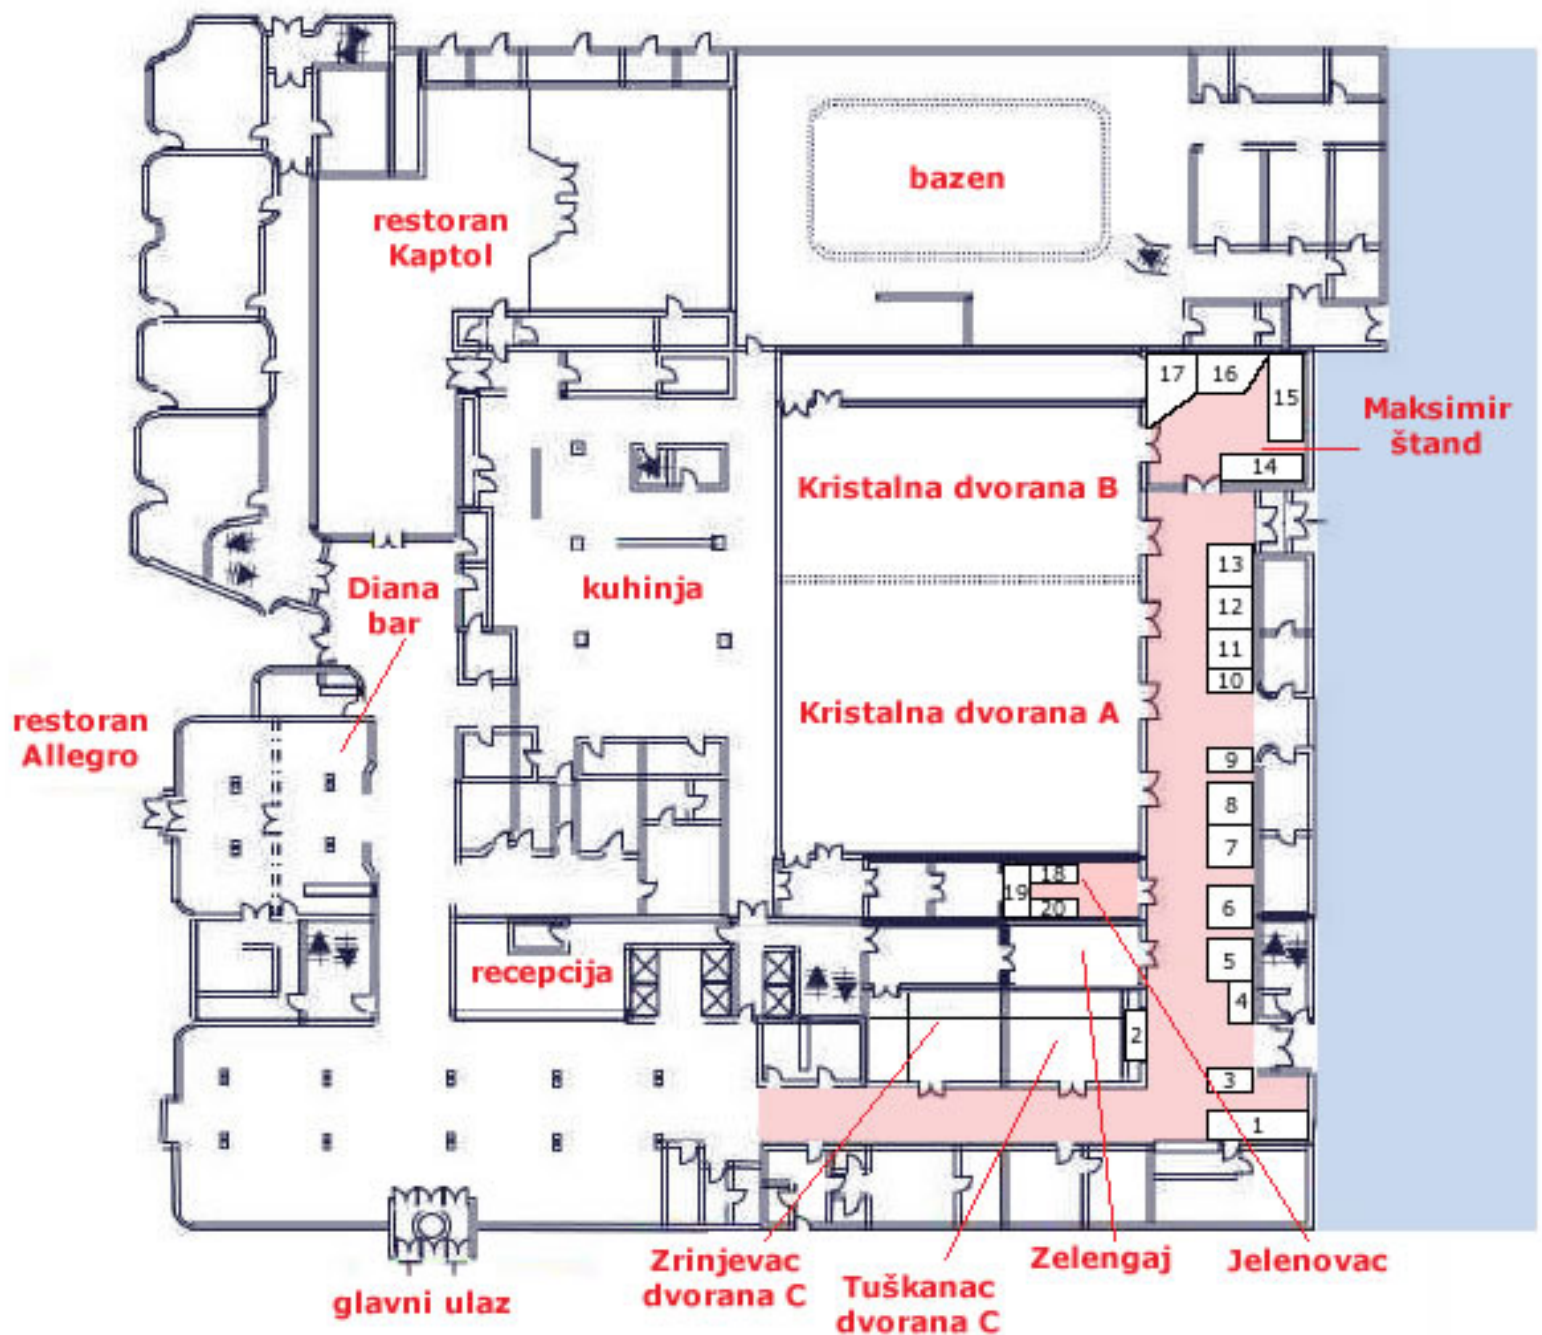 bazen
restoran
Kaptol
17
16
15
Maksimir
štand
14
Kristalna dvorana B
13
12
11
10
Diana
bar
kuhinja
restoran
Allegro
Kristalna dvorana A
9
8
7
6
18
19
20
recepcija
5
4
2
3
1
glavni ulaz
Zrinjevac
dvorana C
Tuškanac
dvorana C
Zelengaj
Jelenovac